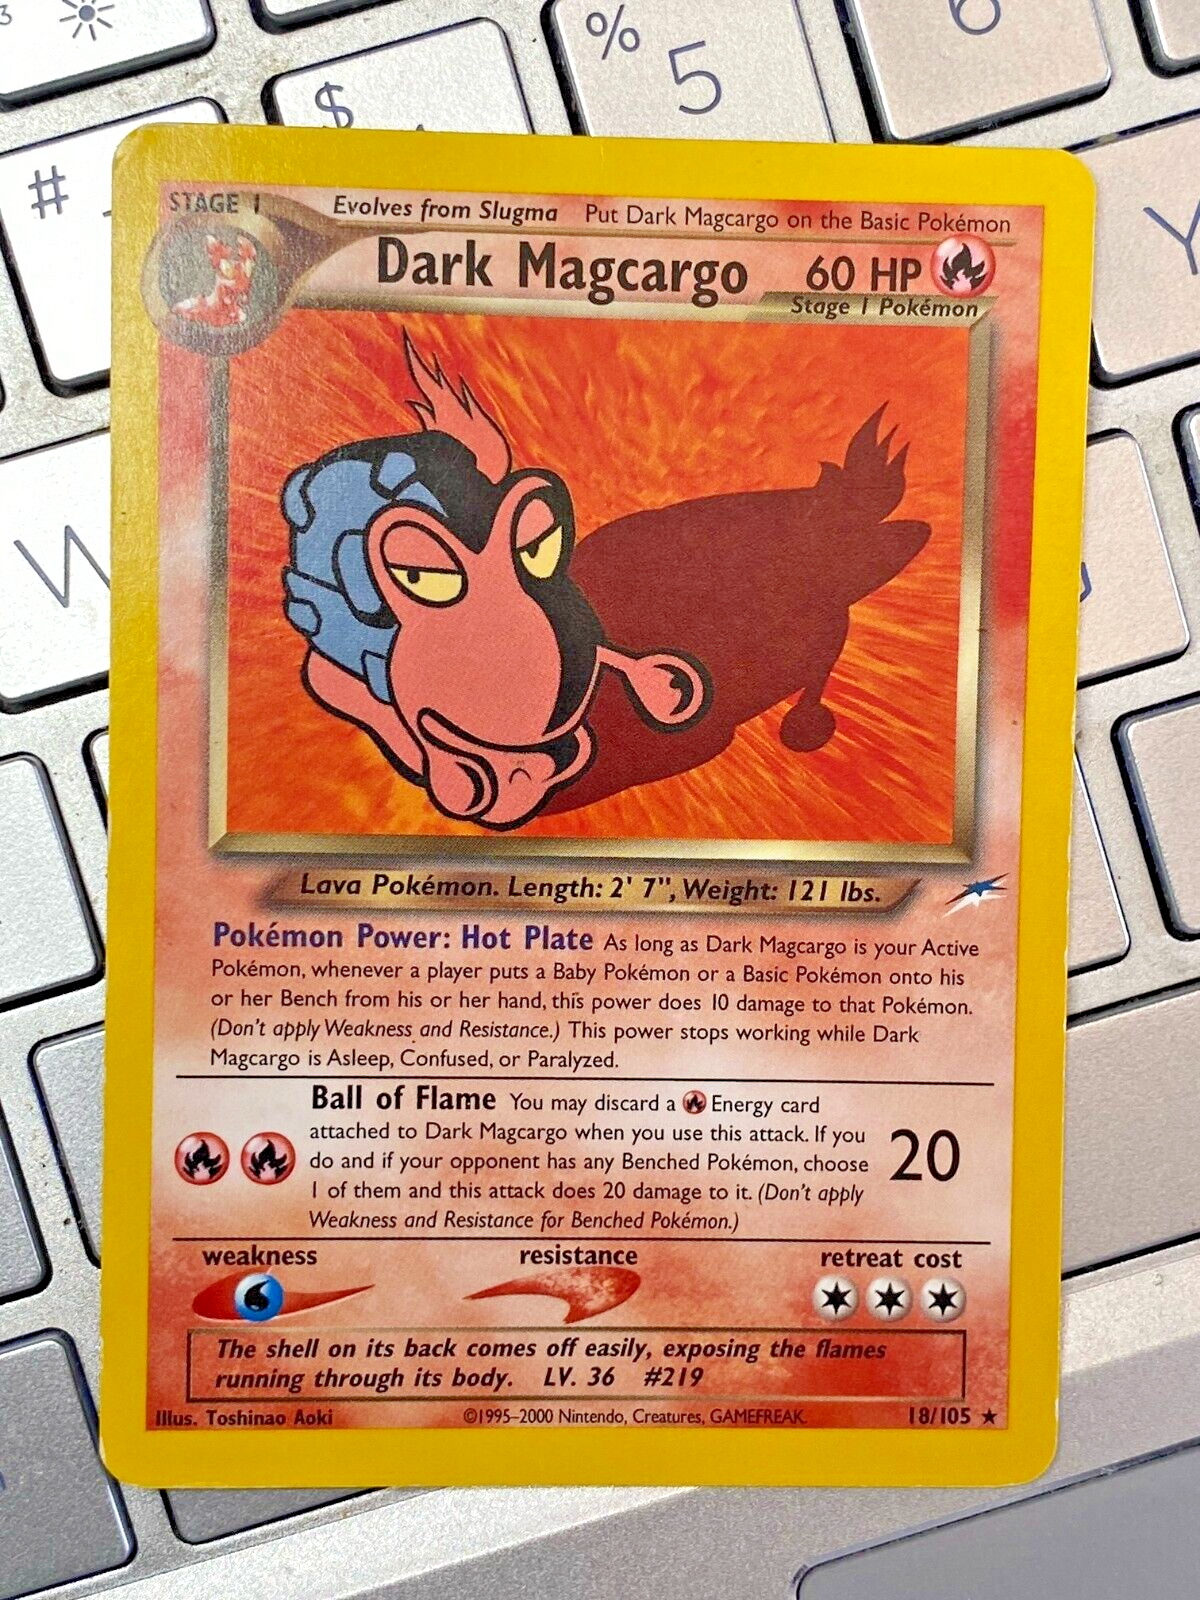 %
5
6
$
#
W
Y
STAGE 1
Evolves from Slugma Put Dark Magcargo on the Basic Pokémon
Dark Magcargo 60 HP
Stage 1 Pokémon
Lava Pokémon. Length: 2' 7", Weight: 121 lbs.
Pokémon Power: Hot Plate As long as Dark Magcargo is your Active
Pokémon, whenever a player puts a Baby Pokémon or a Basic Pokémon onto his
or her Bench from his or her hand, this power does 10 damage to that Pokémon.
(Don't apply Weakness and Resistance.) This power stops working while Dark
Magcargo is Asleep, Confused, or Paralyzed.
Ball of Flame You may discard a Energy card
attached to Dark Magcargo when you use this attack. If you
do and if your opponent has any Benched Pokémon, choose
1 of them and this attack does 20 damage to it. (Don't apply
Weakness and Resistance for Benched Pokémon.)
20
weakness resistance retreat cost
The shell on its back comes off easily, exposing the flames
running through its body. LV. 36 #219
Illus. Toshinao Aoki ©1995–2000 Nintendo, Creatures, GAMEFREAK. 18/105 ★